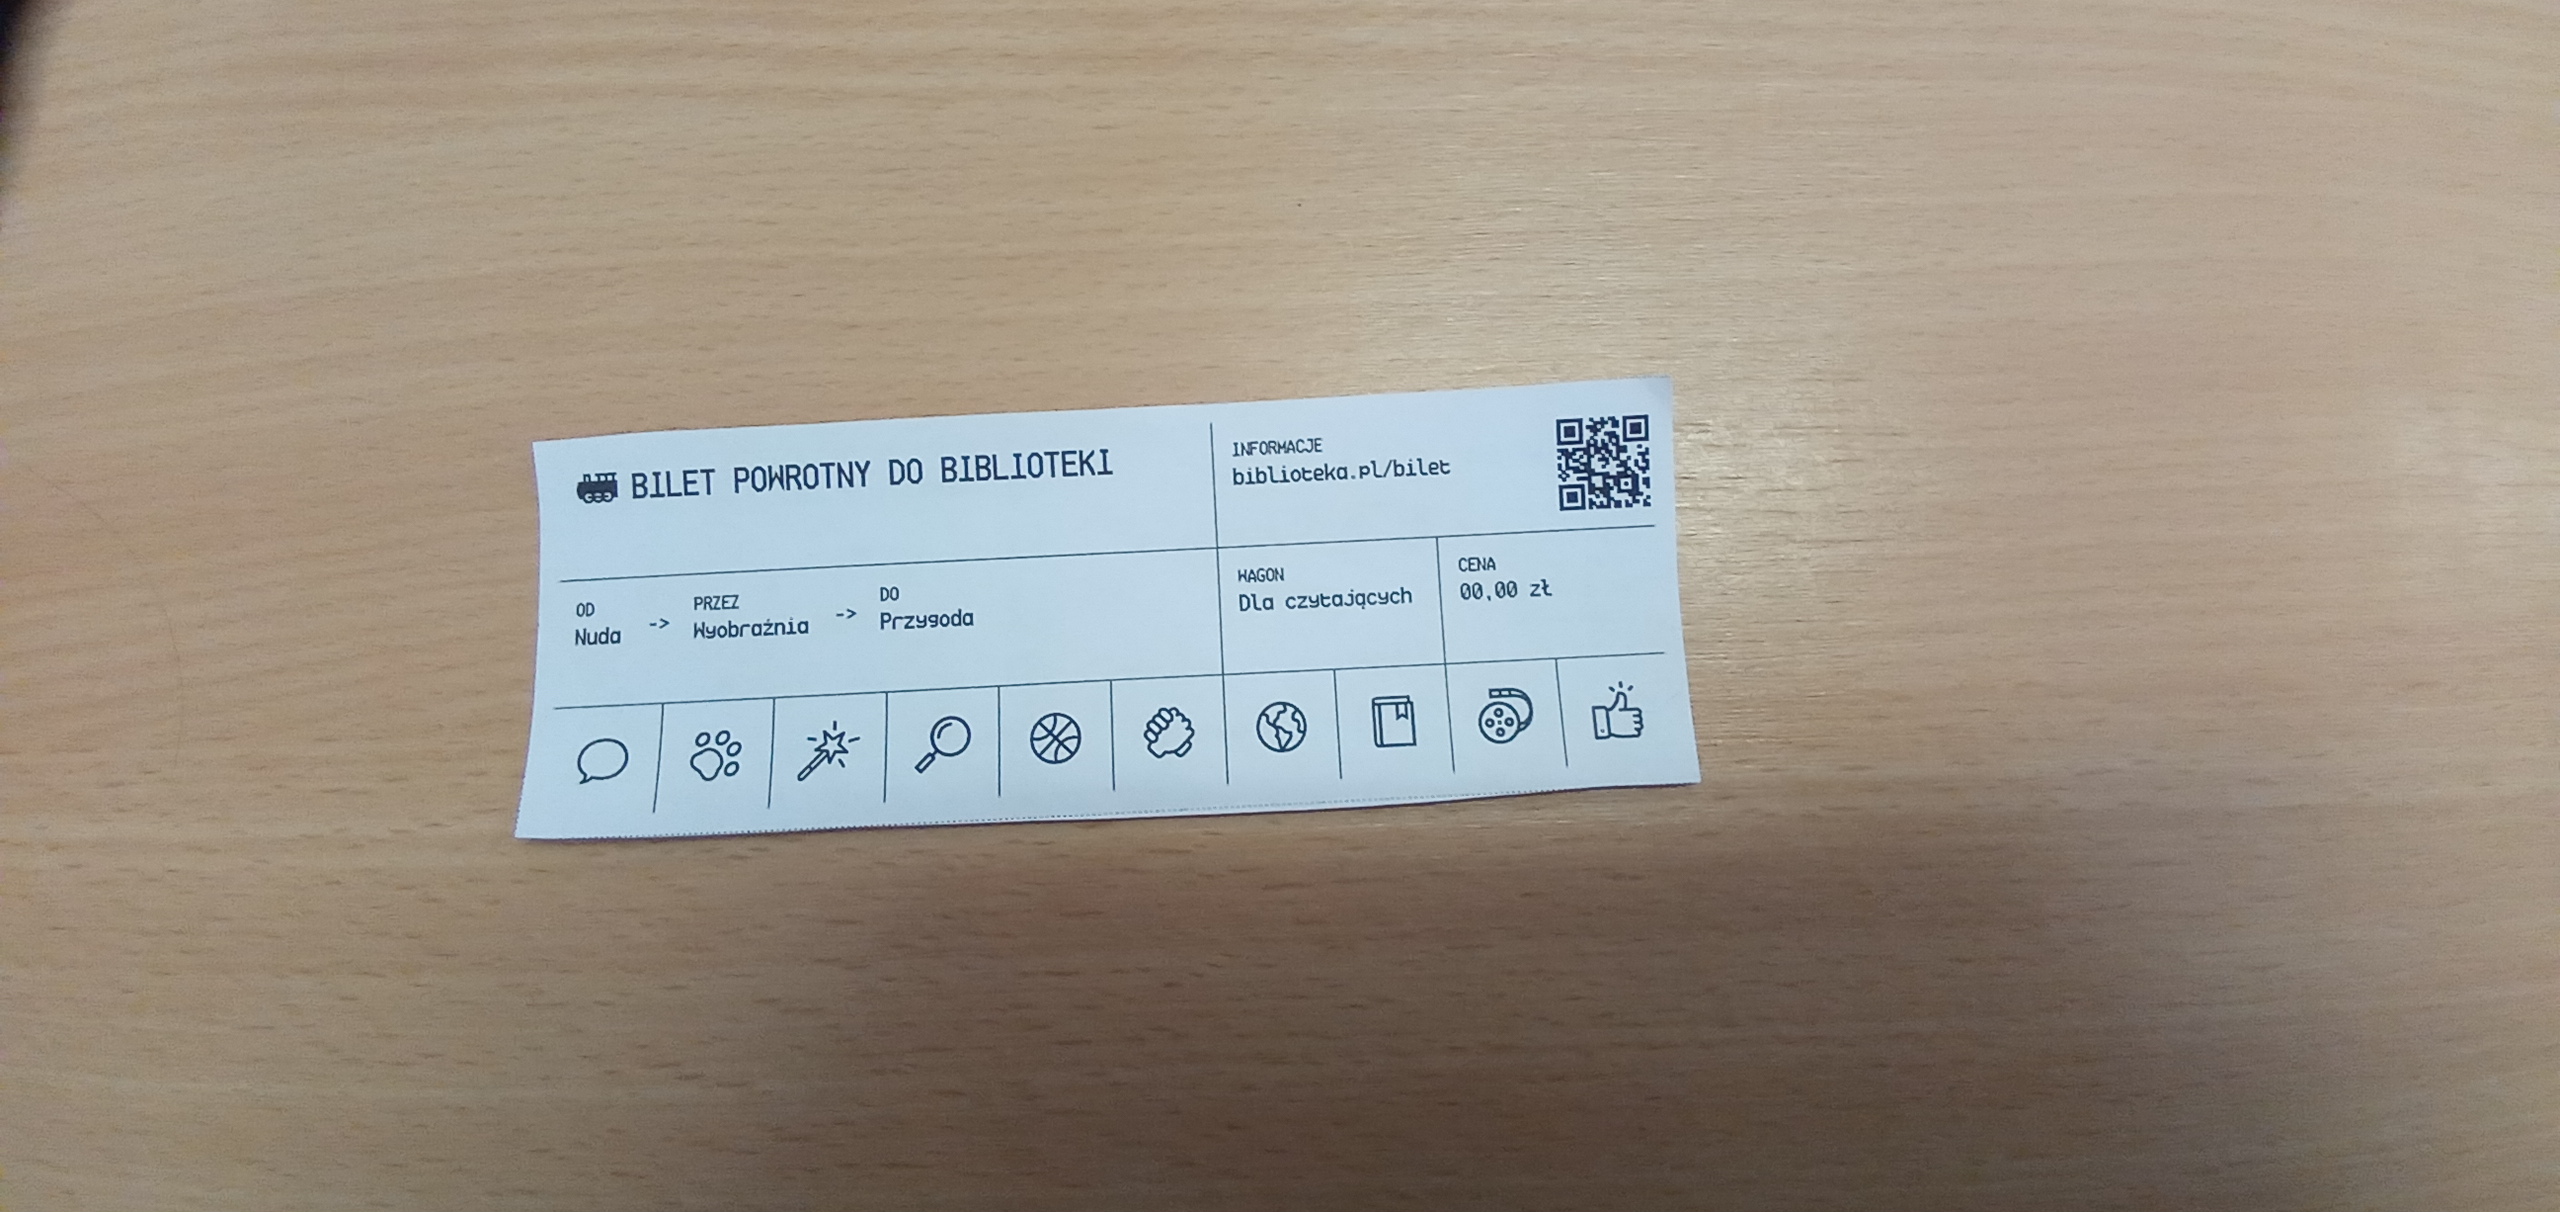 BILET POWROTNY DO BIBLIOTEKI
INFORMACJE
biblioteka.pl/bilet
OD
Nuda
->
PRZEZ
Wyobraźnia
->
DO
Przygoda
WAGON
Dla czytających
CENA
00,00 zł